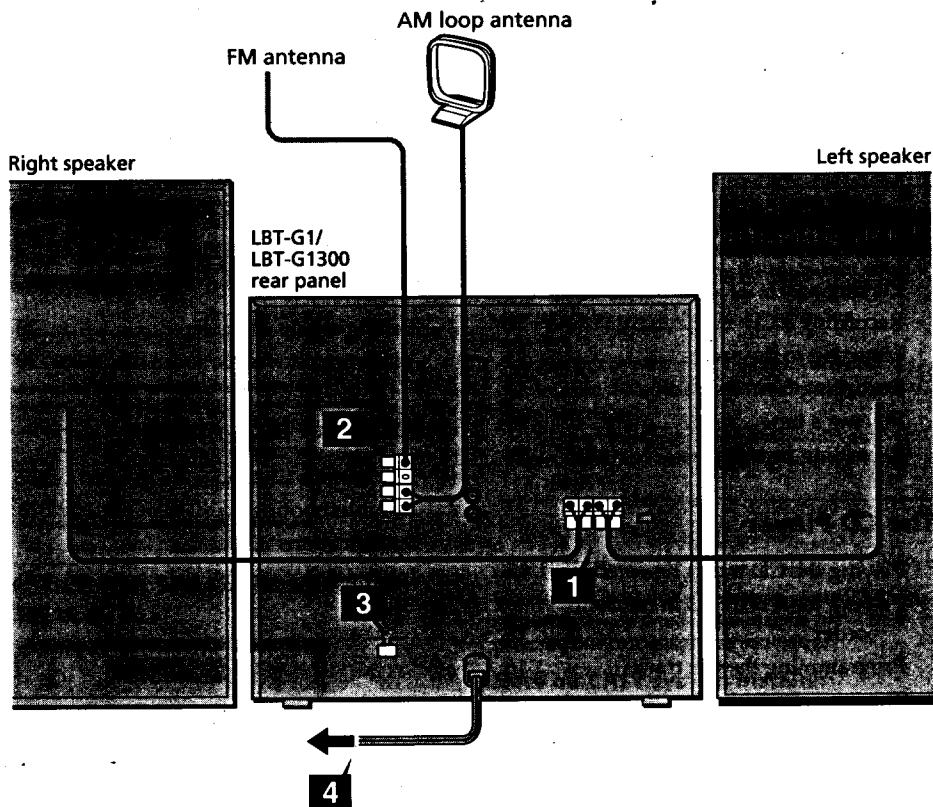 AM loop antenna
FM antenna
Right speaker
Left speaker
LBT-G1/
LBT-G1300
rear panel
2
1
3
4